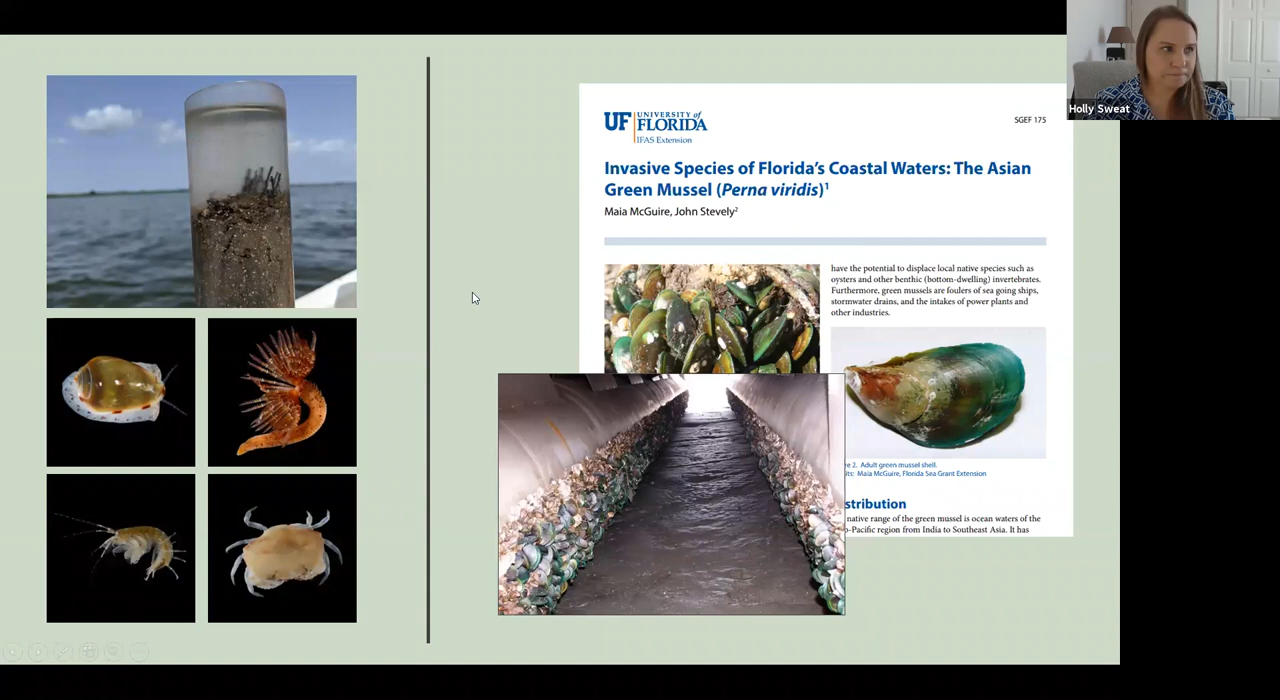 Holly Sweat
UF UNIVERSITY of
FLORIDA
IFAS Extension
SGEF 175
Invasive Species of Florida's Coastal Waters: The Asian
Green Mussel (Perna viridis)1
Maia McGuire, John Stevely2
have the potential to displace local native species such as
oysters and other benthic (bottom-dwelling) invertebrates.
Furthermore, green mussels are foulers of sea going ships,
stormwater drains, and the intakes of power plants and
other industries.
e 2. Adult green mussel shell.
its: Maia McGuire, Florida Sea Grant Extension
stribution
native range of the green mussel is ocean waters of the
o-Pacific region from India to Southeast Asia. It has